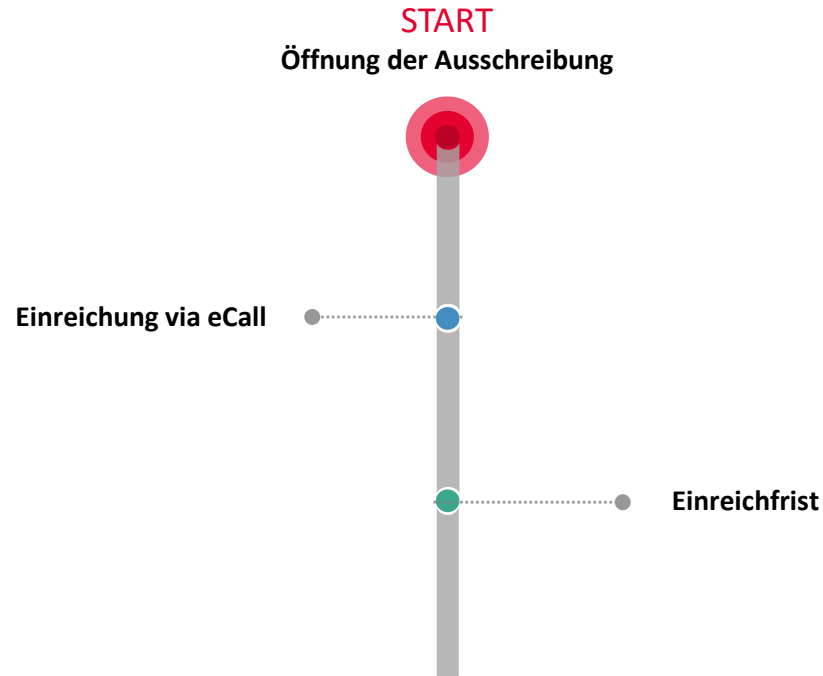 START
Öffnung der Ausschreibung
Einreichung via eCall
Einreichfrist